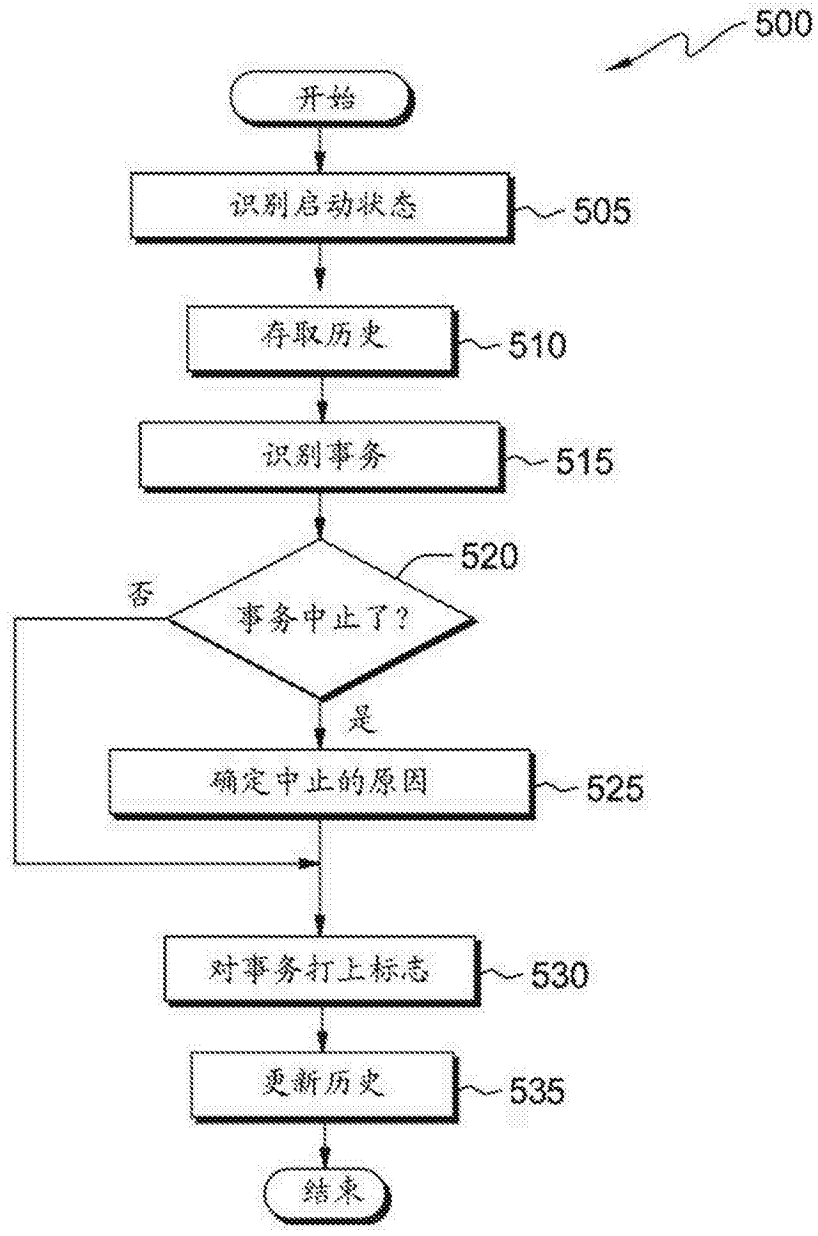 500
开始
识别启动状态
505
存取历史
510
识别事务
515
520
否
事务中止了?
是
确定中止的原因
525
对事务打上标志
530
更新历史
535
结束